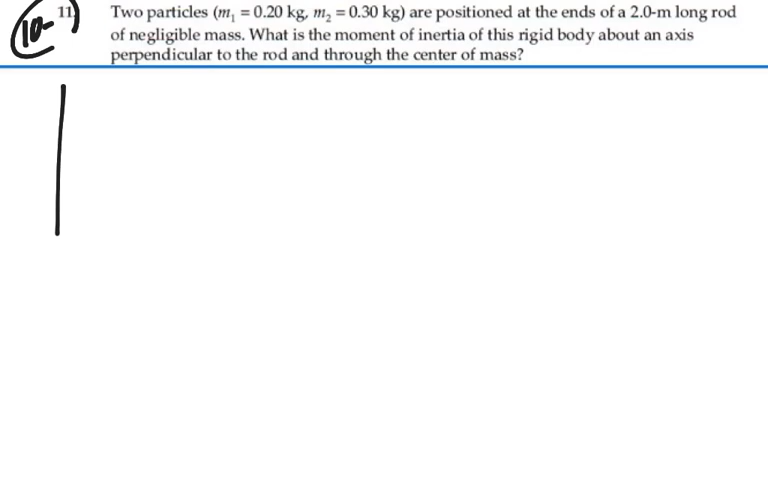 10- 11) Two particles (m₁ = 0.20 kg, m₂ = 0.30 kg) are positioned at the ends of a 2.0-m long rod
of negligible mass. What is the moment of inertia of this rigid body about an axis
perpendicular to the rod and through the center of mass?